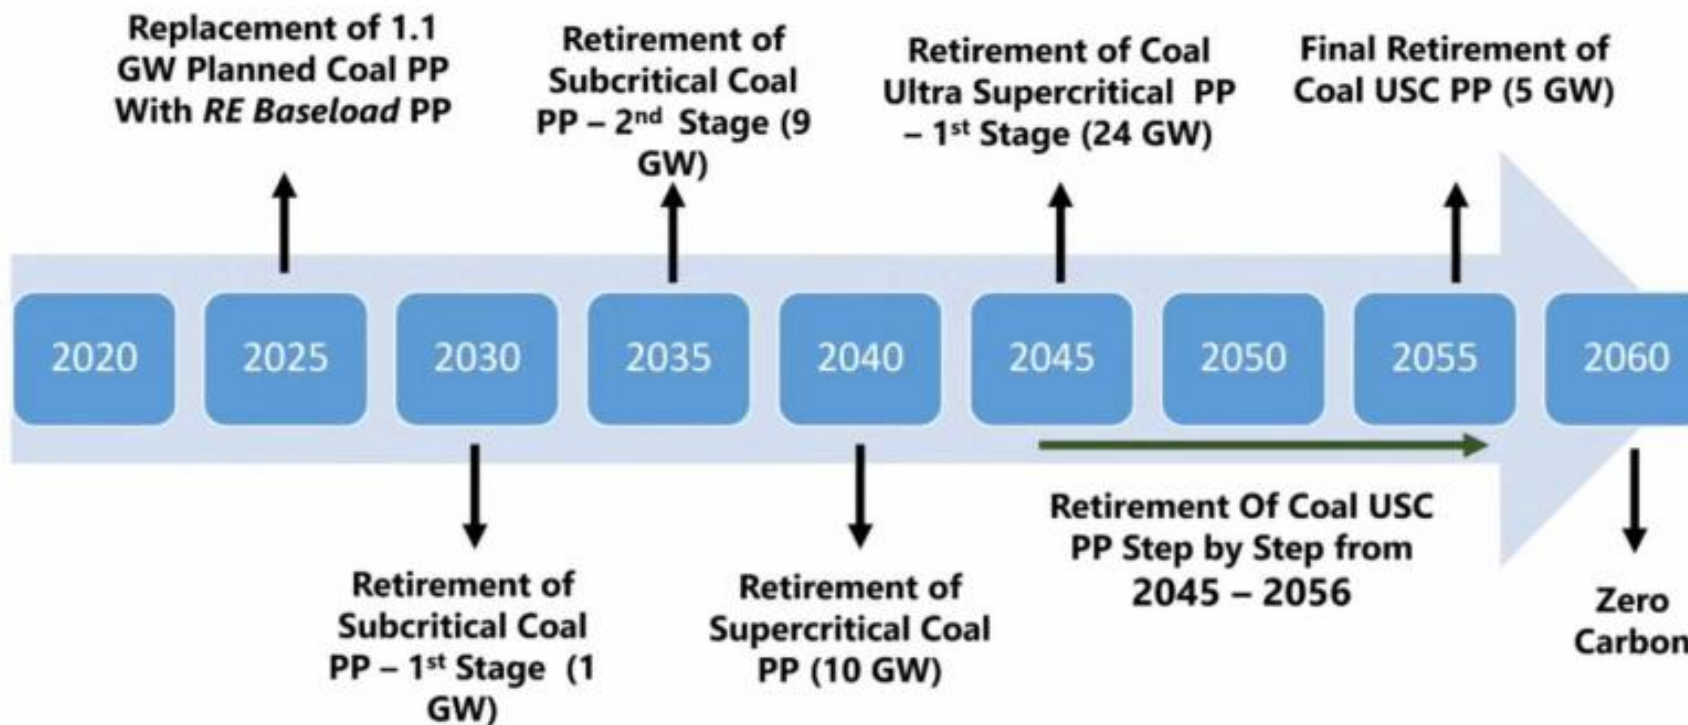 Replacement of 1.1
GW Planned Coal PP
With RE Baseload PP
Retirement of
Subcritical Coal
PP – 2nd Stage (9
GW)
Retirement of Coal
Ultra Supercritical PP
– 1st Stage (24 GW)
Final Retirement of
Coal USC PP (5 GW)
2020
2025
2030
2035
2040
2045
2050
2055
2060
Retirement of
Subcritical Coal
PP – 1st Stage (1
GW)
Retirement of
Supercritical Coal
PP (10 GW)
Retirement Of Coal USC
PP Step by Step from
2045 – 2056
Zero
Carbon